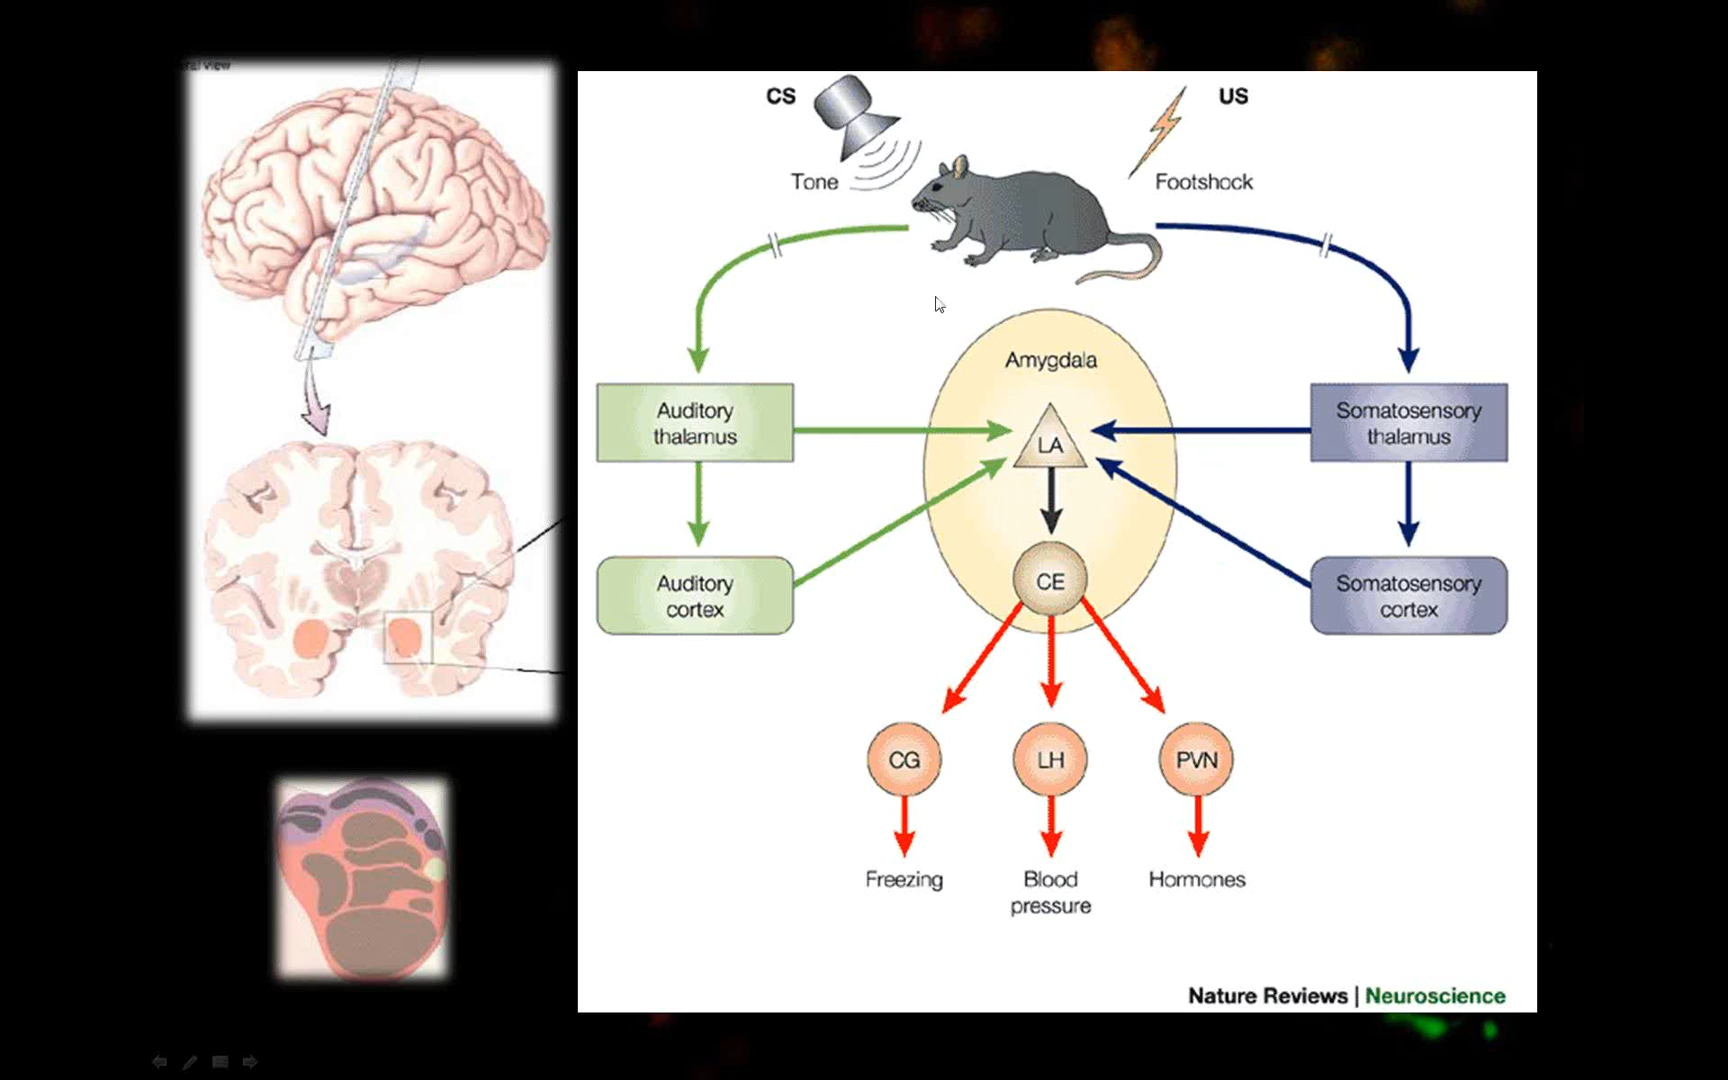 view
CS
US
Tone
Footshock
Amygdala
Auditory
thalamus
LA
Somatosensory
thalamus
Auditory
cortex
CE
Somatosensory
cortex
CG
LH
PVN
Freezing
Blood
pressure
Hormones
Nature Reviews | Neuroscience